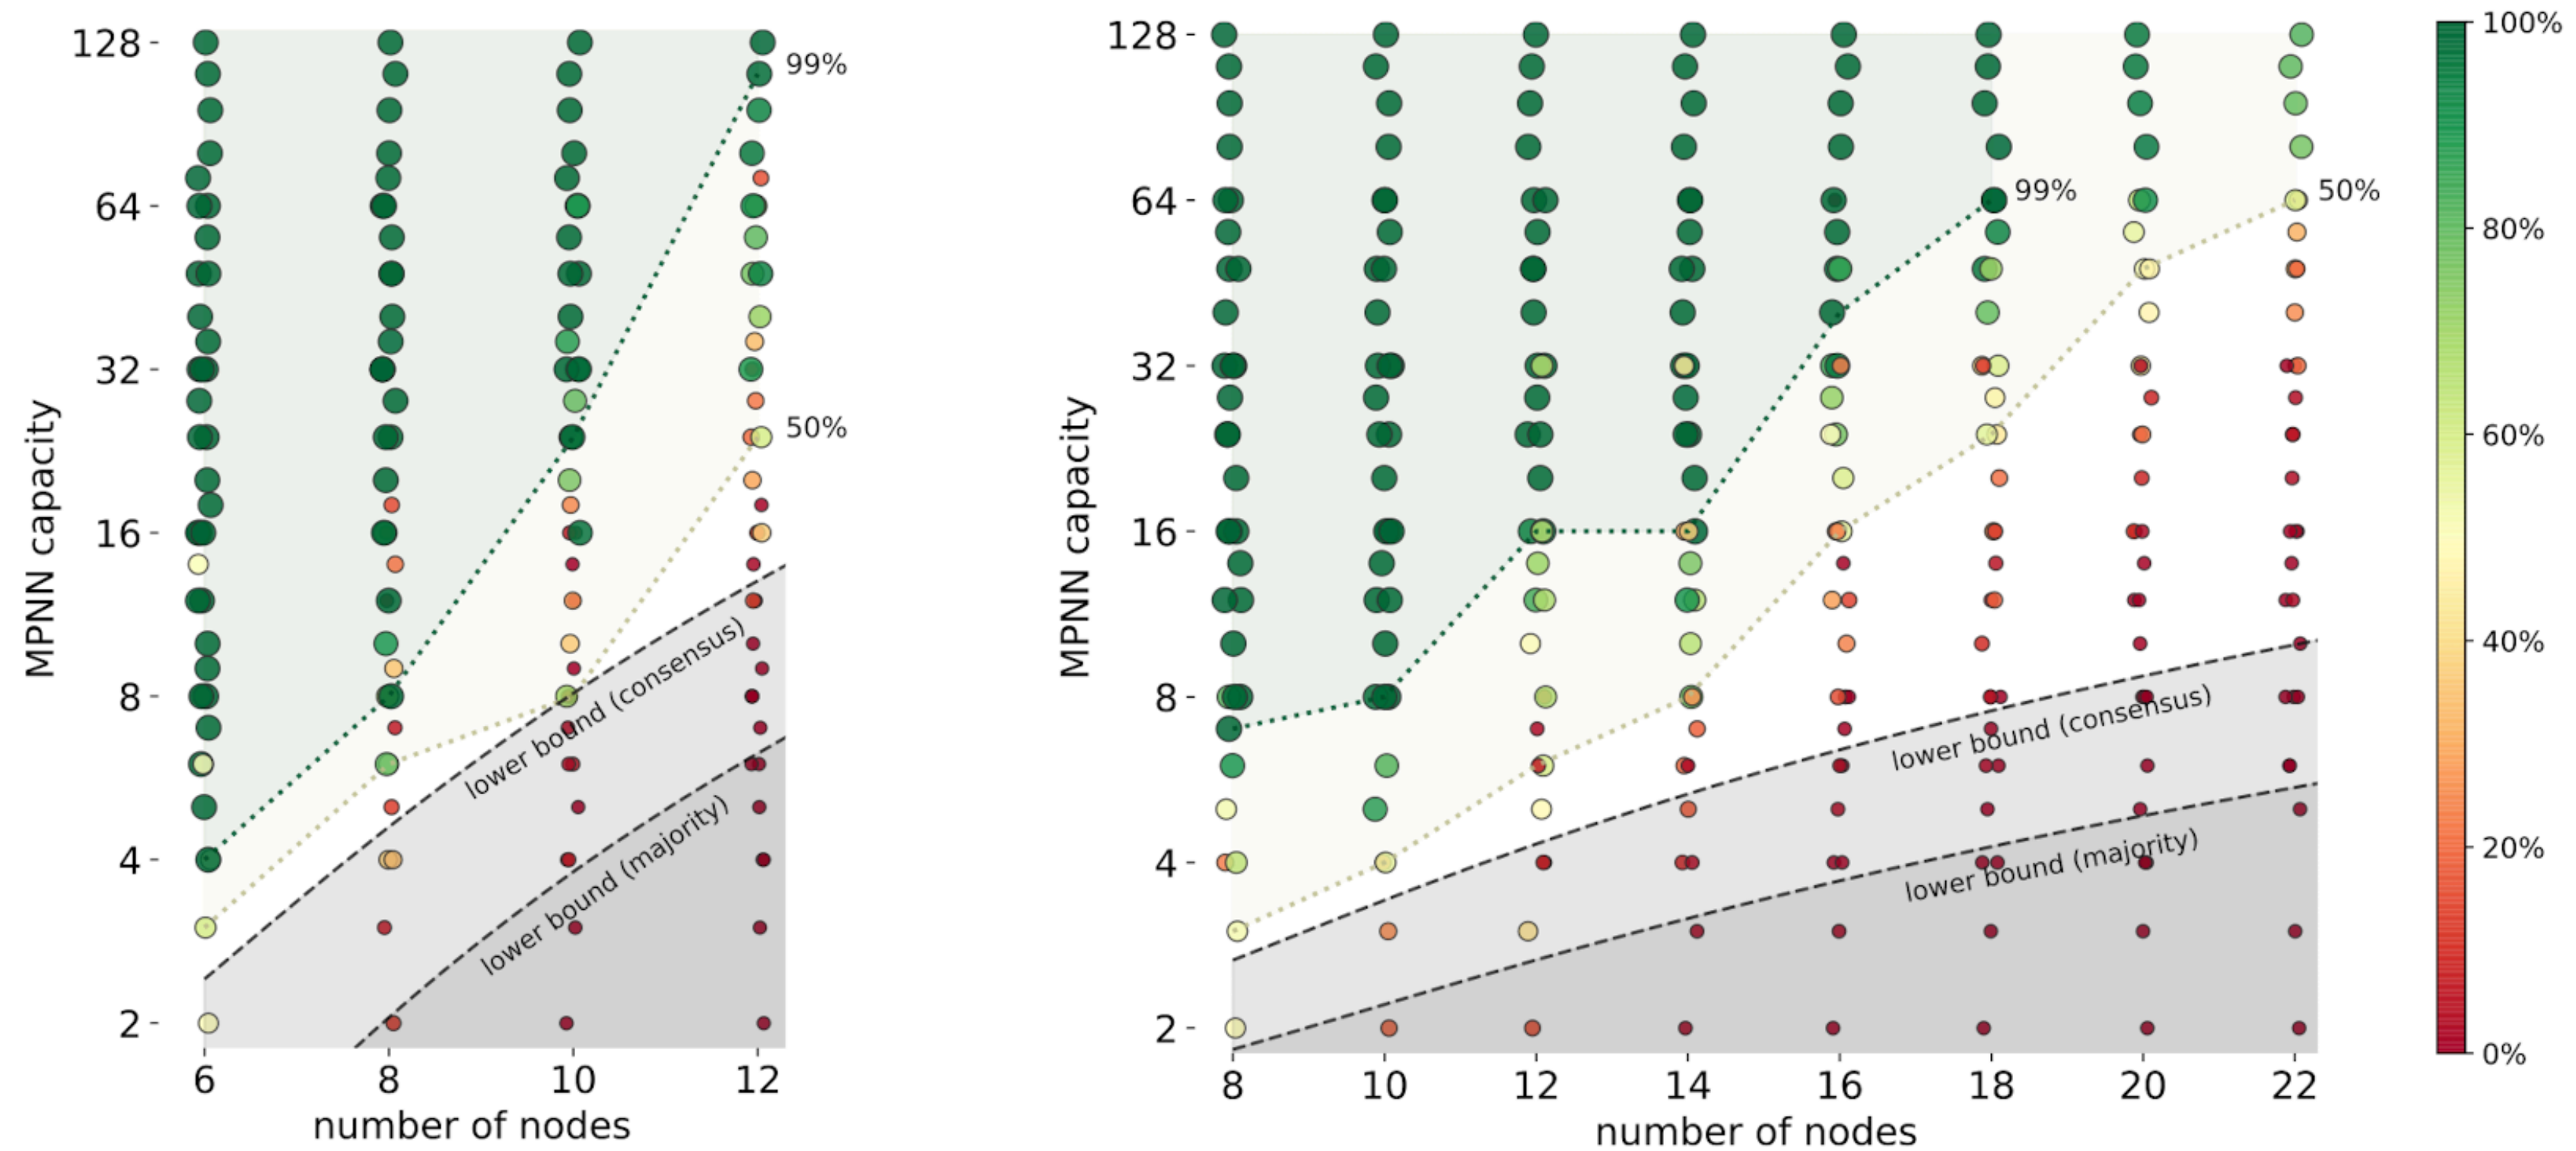 128
64
32
16
8
4
2
MPNN capacity
6 8 10 12
number of nodes
99%
50%
lower bound (consensus)
lower bound (majority)
128
64
32
16
8
4
2
MPNN capacity
8 10 12 14 16 18 20 22
number of nodes
99%
50%
lower bound (consensus)
lower bound (majority)
100%
80%
60%
40%
20%
0%